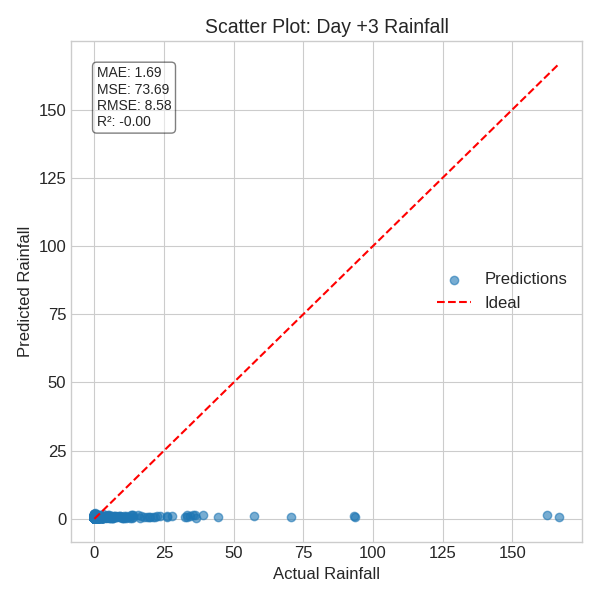 Scatter Plot: Day +3 Rainfall
MAE: 1.69
MSE: 73.69
RMSE: 8.58
R²: -0.00
150
125
100
75
50
25
0
Predicted Rainfall
Predictions
Ideal
0 25 50 75 100 125 150
Actual Rainfall